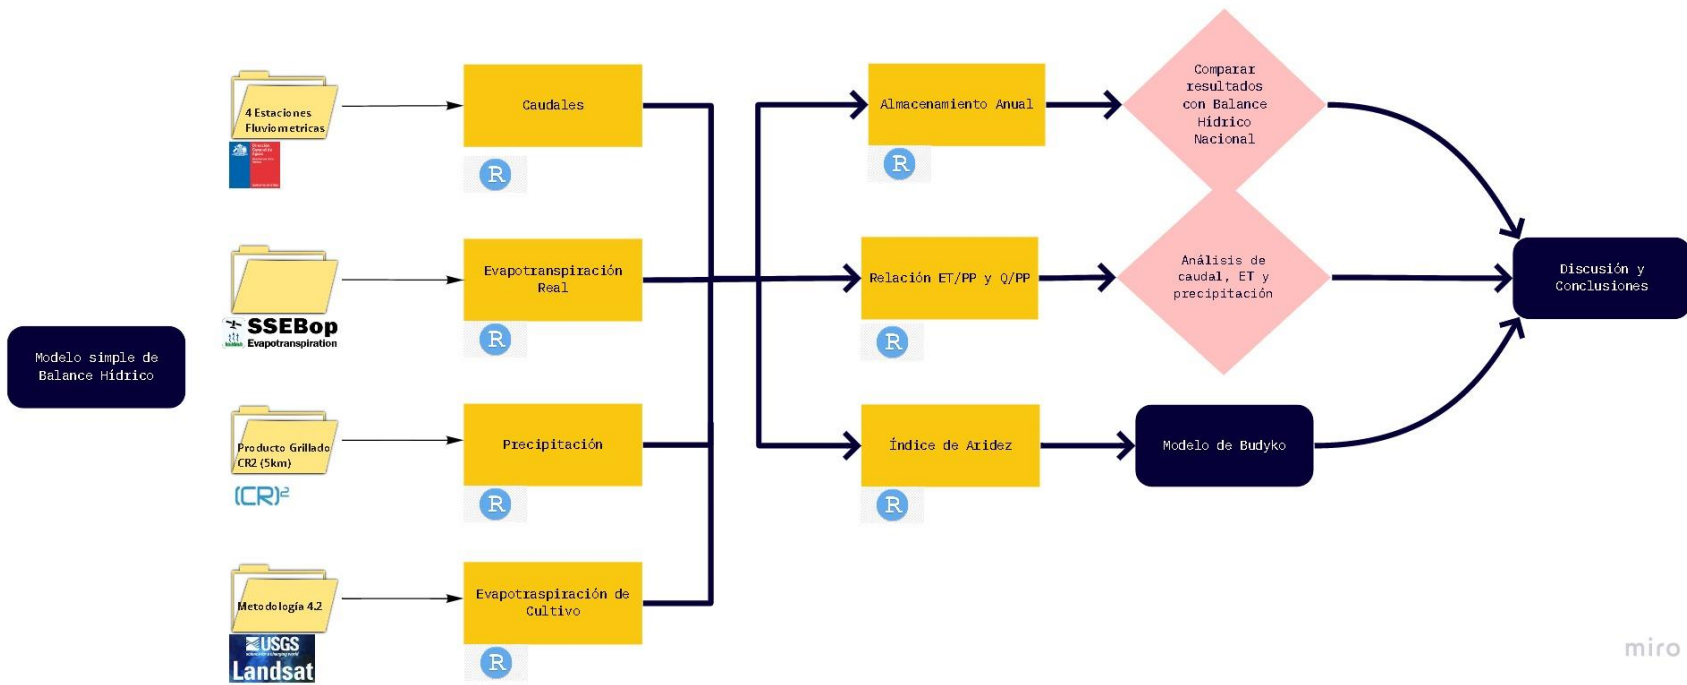 Modelo simple de
Balance Hídrico
4 Estaciones
Fluviometricas
SSEBop
Evapotranspiration
Producto Grillado
CR2 (5km)
(CR)²
Metodología 4.2
USGS
Landsat
Caudales
R
Evapotranspiración
Real
R
Precipitación
R
Evapotraspiración de
Cultivo
R
Almacenamiento Anual
R
Relación ET/PP y Q/PP
R
Índice de Aridez
R
Comparar
resultados
con Balance
Hídrico
Nacional
Análisis de
caudal, ET y
precipitación
Modelo de Budyko
Discusión y
Conclusiones
miro